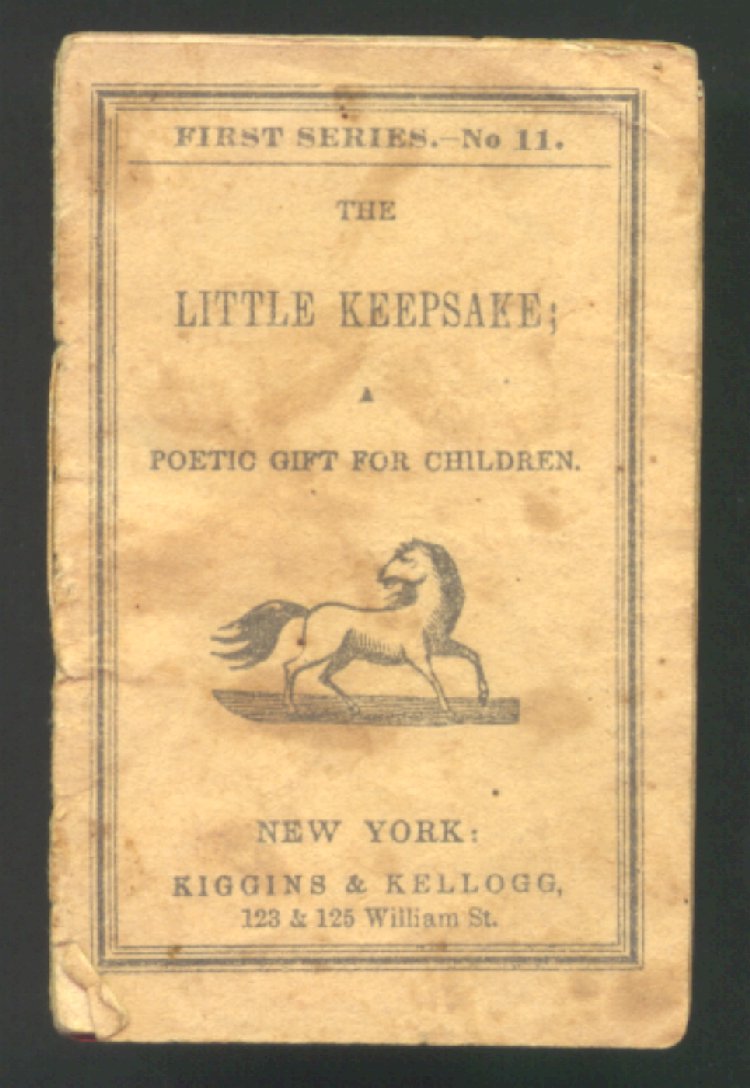 FIRST SERIES.—No 11.
THE
LITTLE KEEPSAKE;
A
POETIC GIFT FOR CHILDREN.
NEW YORK:
KIGGINS & KELLOGG,
123 & 125 William St.